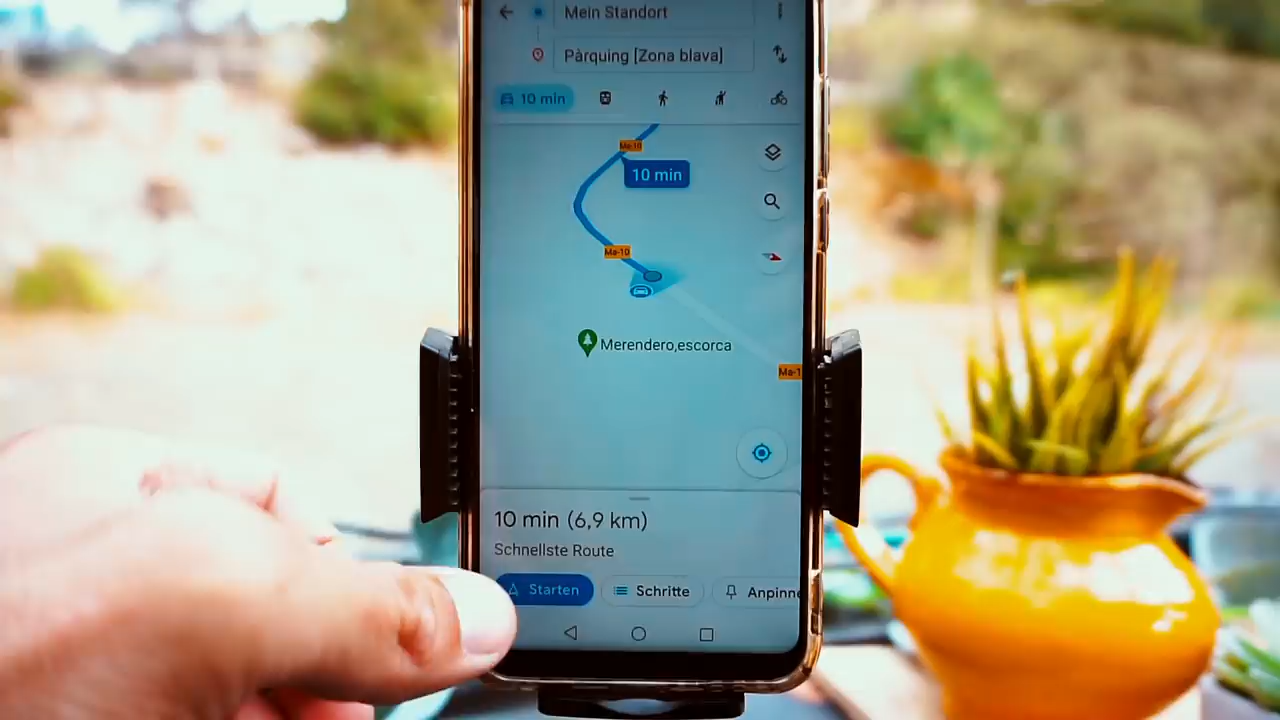 Mein Standort
Pàrquing [Zona blava]
10 min
Ma-10
10 min
Ma-10
Merendero,escorca
Ma-1
10 min (6,9 km)
Schnellste Route
Starten
Schritte
Anpinne